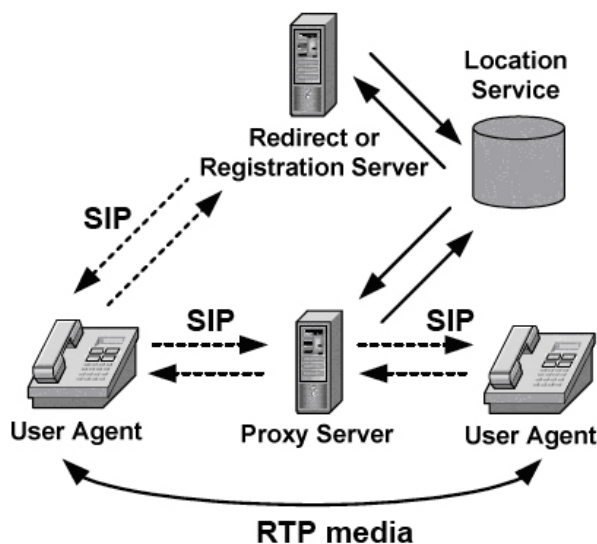 Location
Service
Redirect or
Registration Server
SIP
SIP
SIP
User Agent
Proxy Server
User Agent
RTP media